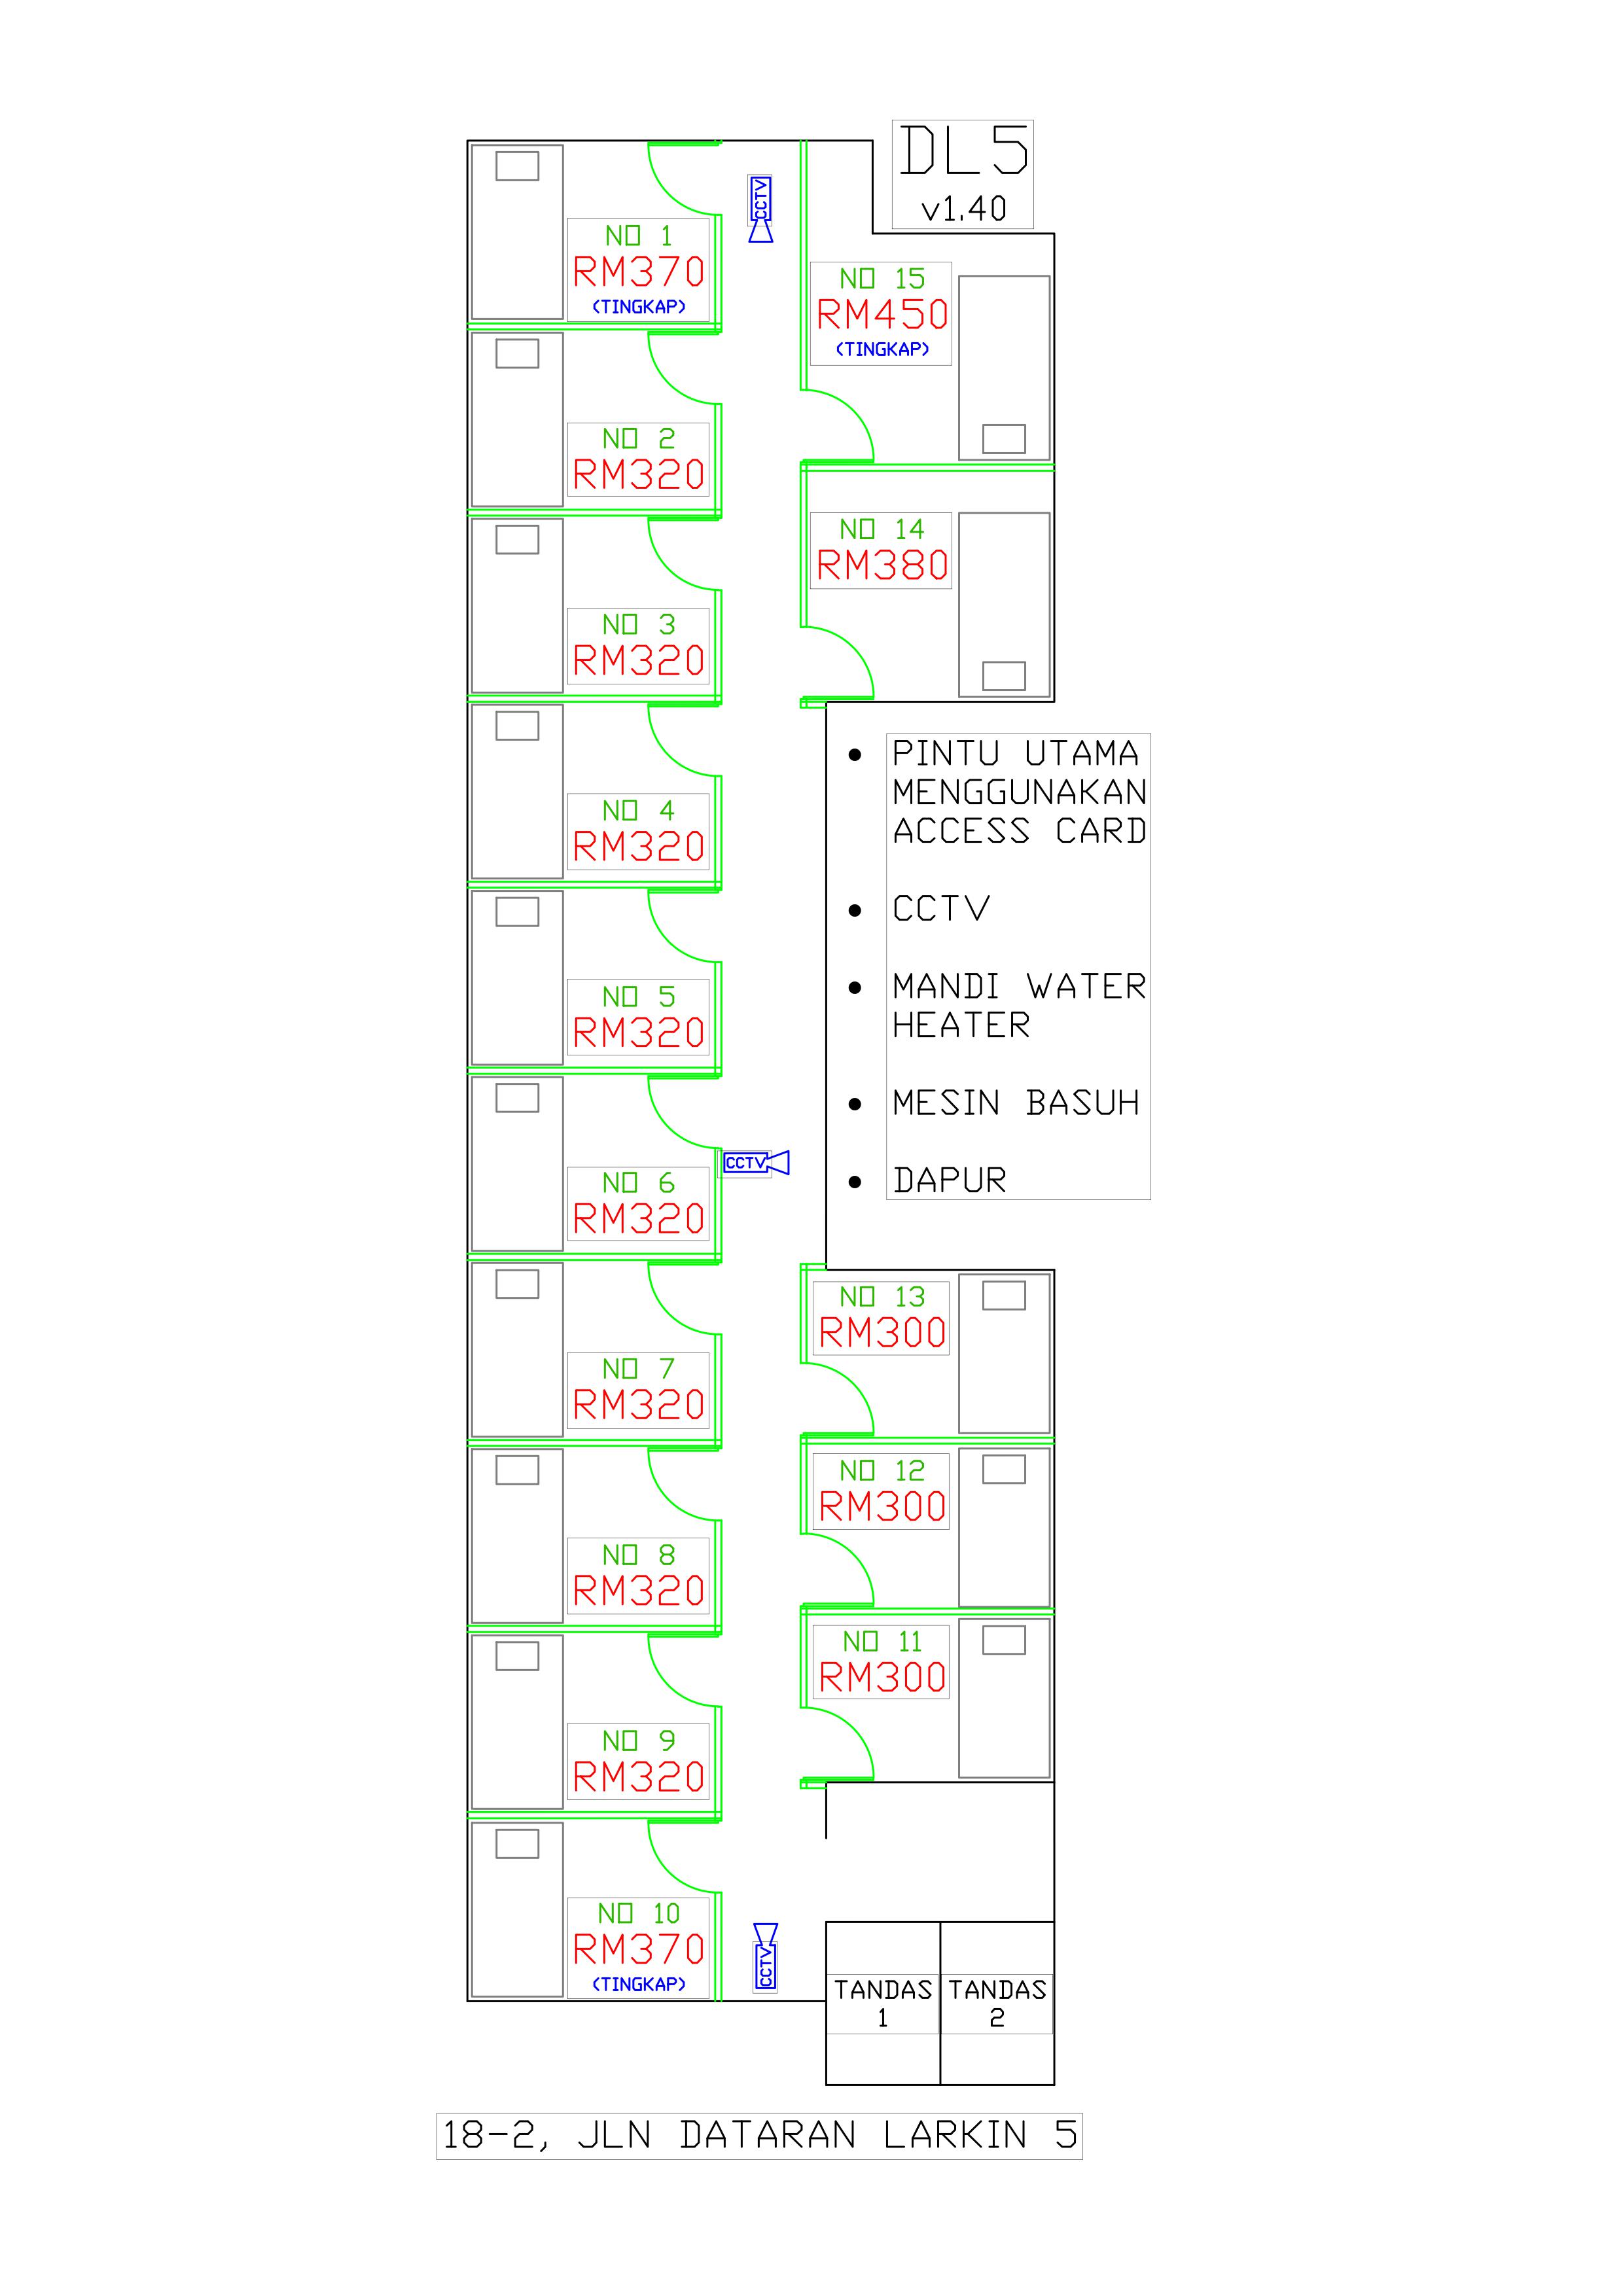 DL5
v1.40
CCTV
NO 1
RM370
(TINGKAP)
NO 15
RM450
(TINGKAP)
NO 2
RM320
NO 14
RM380
NO 3
RM320
PINTU UTAMA
MENGGUNAKAN
ACCESS CARD
NO 4
RM320
CCTV
MANDI WATER
HEATER
NO 5
RM320
MESIN BASUH
CCTV
DAPUR
NO 6
RM320
NO 13
RM300
NO 7
RM320
NO 12
RM300
NO 8
RM320
NO 11
RM300
NO 9
RM320
NO 10
RM370
(TINGKAP)
CCTV
TANDAS
1
TANDAS
2
18-2, JLN DATARAN LARKIN 5